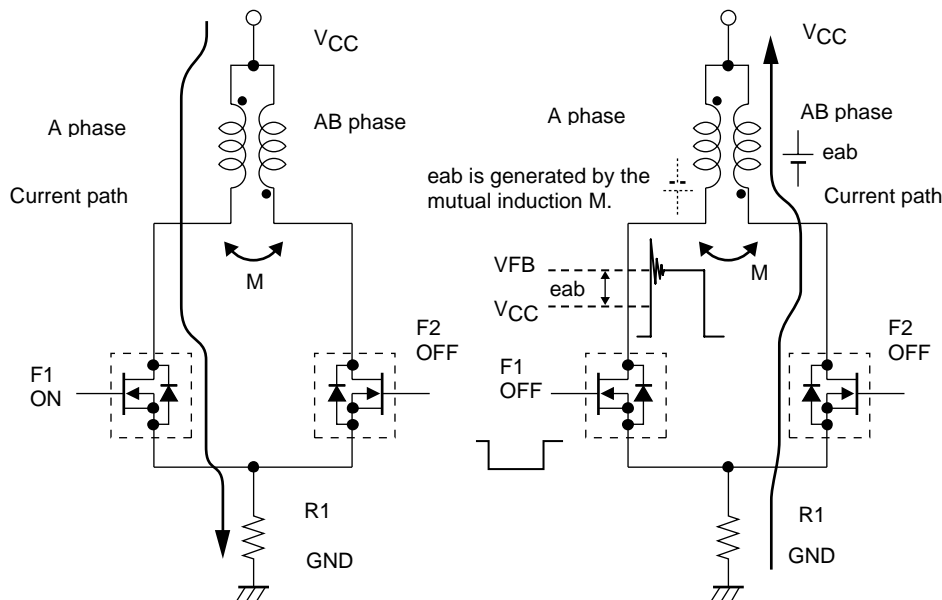 VCC
A phase
AB phase
Current path
M
F1
ON
F2
OFF
R1
GND
VCC
A phase
AB phase
eab
eab is generated by the
mutual induction M.
Current path
M
VFB
eab
VCC
F1
OFF
F2
OFF
R1
GND